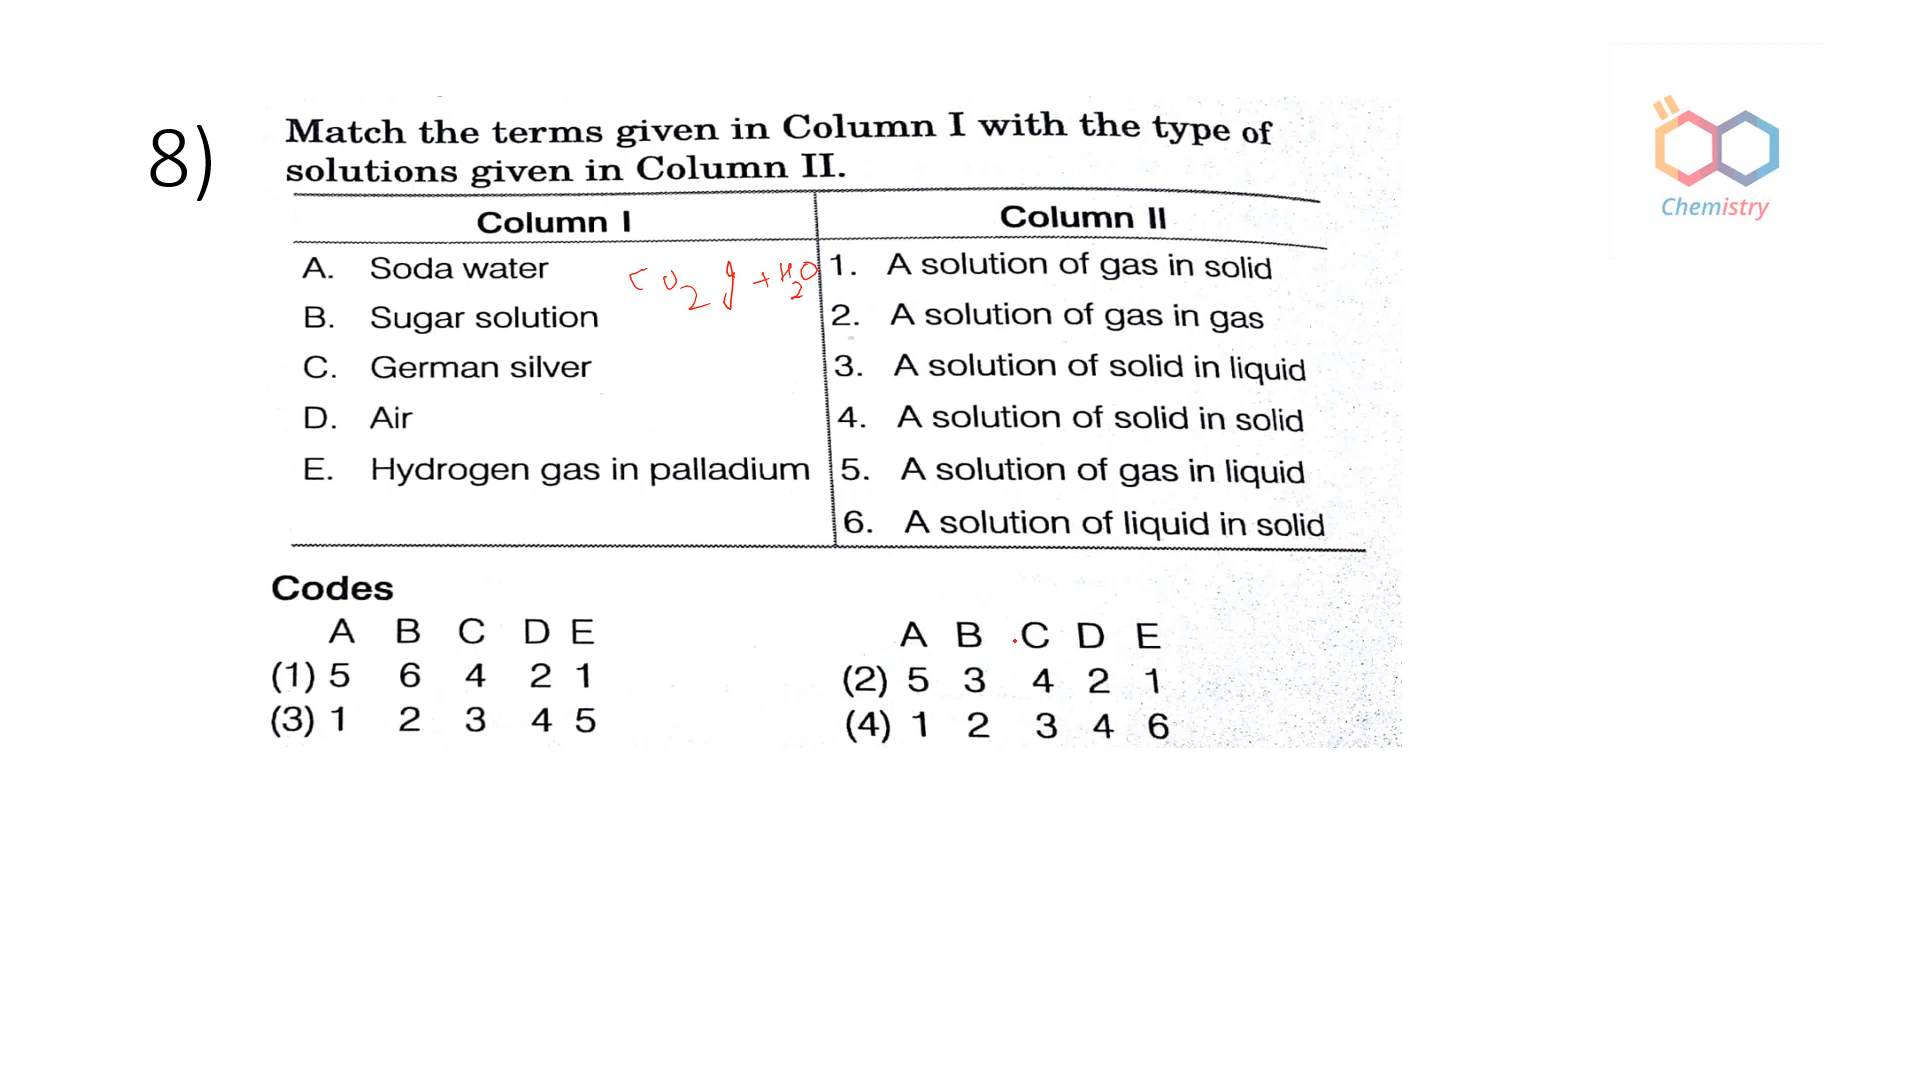 8)
Match the terms given in Column I with the type of
solutions given in Column II.
Column I Column II
A. Soda water CO2 g + H2O 1. A solution of gas in solid
B. Sugar solution 2. A solution of gas in gas
C. German silver 3. A solution of solid in liquid
D. Air 4. A solution of solid in solid
E. Hydrogen gas in palladium 5. A solution of gas in liquid
6. A solution of liquid in solid
Codes
A B C D E A B C D E
(1) 5 6 4 2 1 (2) 5 3 4 2 1
(3) 1 2 3 4 5 (4) 1 2 3 4 6
Chemistry